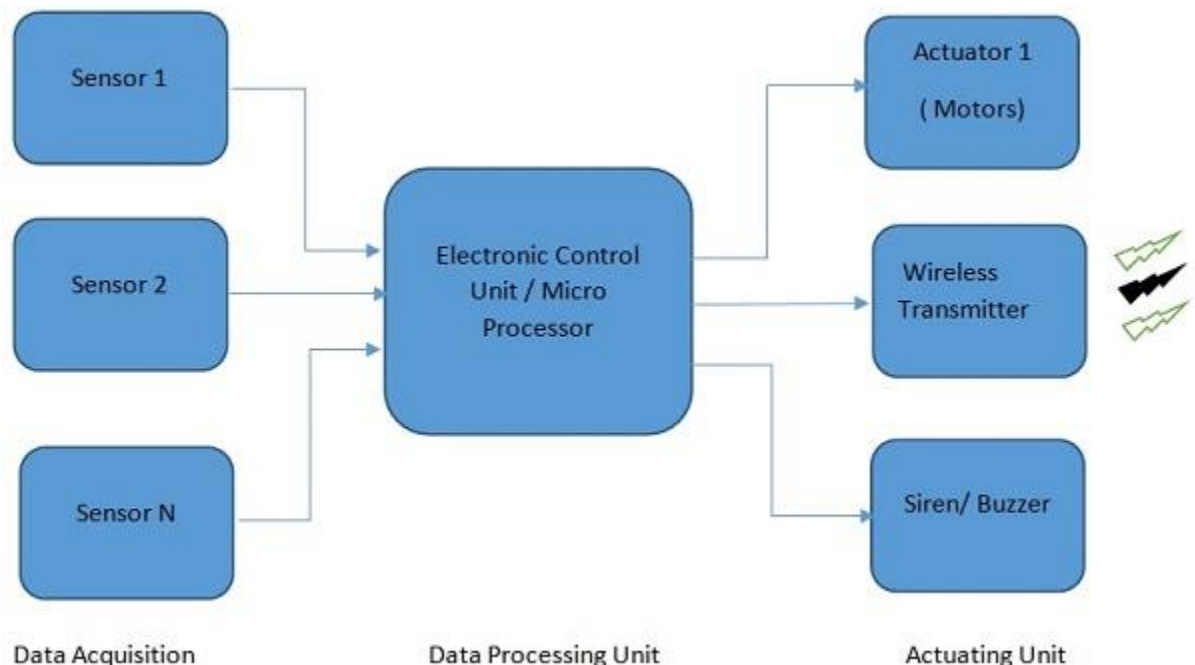 Sensor 1
Sensor 2
Sensor N
Electronic Control
Unit / Micro
Processor
Actuator 1
( Motors)
Wireless
Transmitter
Siren/ Buzzer
Data Acquisition
Data Processing Unit
Actuating Unit